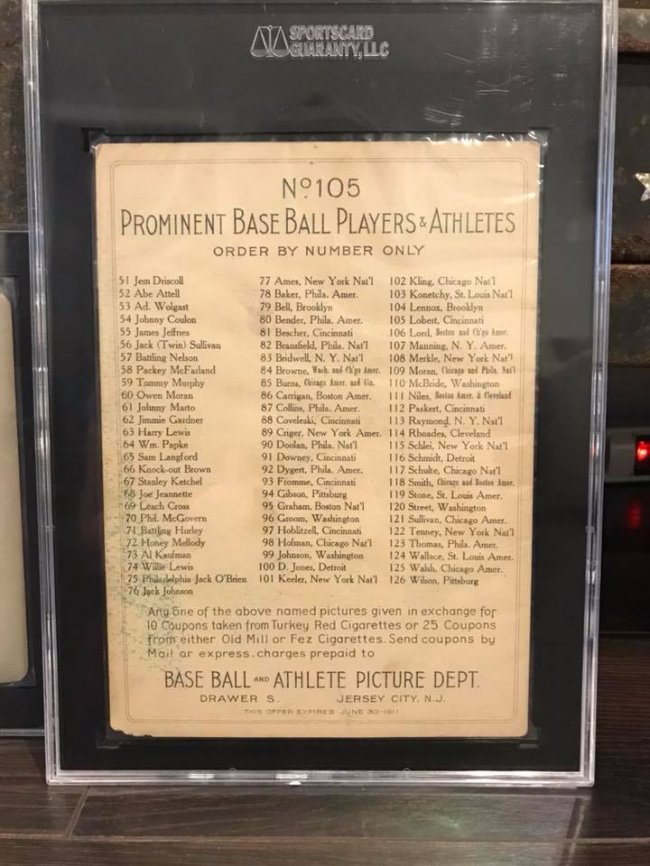 SPORTSCARD
GUARANTY, LLC
Nº 105
PROMINENT BASE BALL PLAYERS & ATHLETES
ORDER BY NUMBER ONLY
51 Jem Driscoll
52 Abe Attell
53 Ad. Wolgast
54 Johnny Coulon
55 James Jeffries
56 Jack (Twin) Sullivan
57 Battling Nelson
58 Packey McFarland
59 Tommy Murphy
60 Owen Moran
61 Johnny Marto
62 Jimmie Gardner
63 Harry Lewis
64 Wm. Papke
65 Sam Langford
66 Knock-out Brown
67 Stanley Ketchel
68 Joe Jeannette
69 Leach Cross
70 Phil. McGovern
71 Battling Hurley
72 Honey Mellody
73 Al Kaufman
74 Willie Lewis
75 Philadelphia Jack O'Brien
76 Jack Johnson
77 Ames, New York Nat'l
78 Baker, Phila. Amer.
79 Bell, Brooklyn
80 Bender, Phila. Amer.
81 Bescher, Cincinnati
82 Bransfield, Phila. Nat'l
83 Bridwell, N. Y. Nat'l
84 Browne, Wash. and Ch'go Amer.
85 Burns, Chicago Amer. and Cin.
86 Carrigan, Boston Amer.
87 Collins, Phila. Amer.
88 Coveleski, Cincinnati
89 Criger, New York Amer.
90 Doolan, Phila. Nat'l
91 Downey, Cincinnati
92 Dygert, Phila. Amer.
93 Fromme, Cincinnati
94 Gibson, Pittsburg
95 Graham, Boston Nat'l
96 Groom, Washington
97 Hoblitzell, Cincinnati
98 Hofman, Chicago Nat'l
99 Johnson, Washington
100 D. Jones, Detroit
101 Keeler, New York Nat'l
102 Kling, Chicago Nat'l
103 Konetchy, St. Louis Nat'l
104 Lennox, Brooklyn
105 Lobert, Cincinnati
106 Lord, Boston and Ch'go Amer.
107 Manning, N. Y. Amer.
108 Merkle, New York Nat'l
109 Moran, Chicago and Phila. Nat'l
110 McBride, Washington
111 Niles, Boston Amer. & Cleveland
112 Paskert, Cincinnati
113 Raymond, N. Y. Nat'l
114 Rhoades, Cleveland
115 Schlei, New York Nat'l
116 Schmidt, Detroit
117 Schulte, Chicago Nat'l
118 Smith, Chicago and Boston Amer.
119 Stone, St. Louis Amer.
120 Street, Washington
121 Sullivan, Chicago Amer.
122 Tenney, New York Nat'l
123 Thomas, Phila. Amer.
124 Wallace, St. Louis Amer.
125 Walsh, Chicago Amer.
126 Wilson, Pittsburg
Any One of the above named pictures given in exchange for
10 Coupons taken from Turkey Red Cigarettes or 25 Coupons
from either Old Mill or Fez Cigarettes. Send coupons by
Mail or express, charges prepaid to
BASE BALL AND ATHLETE PICTURE DEPT.
DRAWER S. JERSEY CITY, N.J.
THIS OFFER EXPIRES JUNE 30-1911